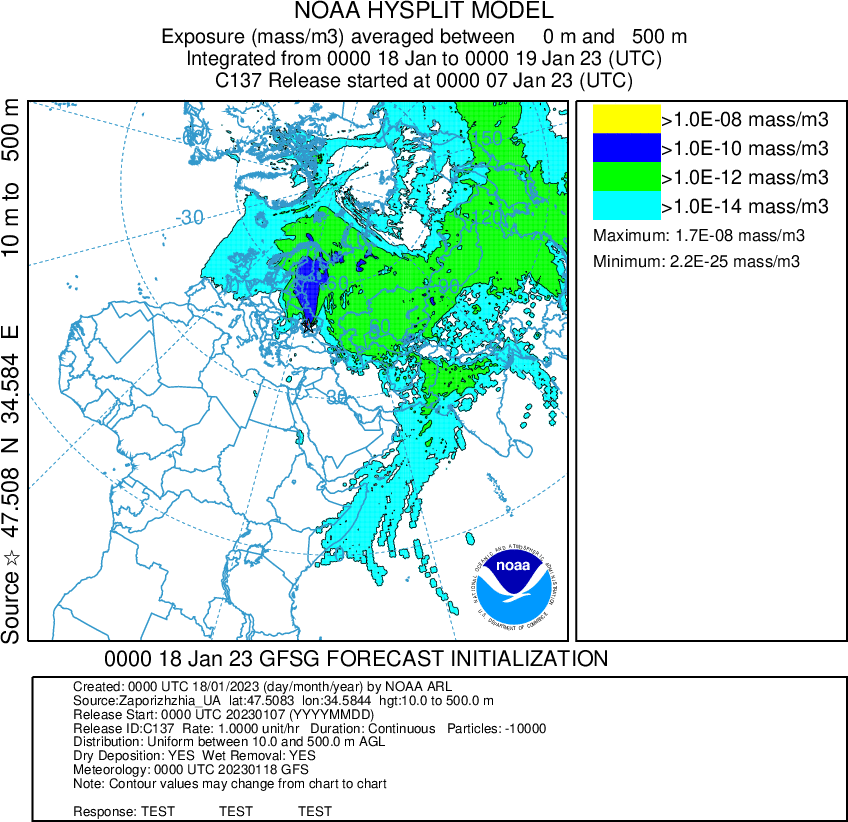 NOAA HYSPLIT MODEL
Exposure (mass/m3) averaged between 0 m and 500 m
Integrated from 0000 18 Jan to 0000 19 Jan 23 (UTC)
C137 Release started at 0000 07 Jan 23 (UTC)
Source ☆ 47.508 N 34.584 E 10 m to 500 m
-30
150
120
90
60
30
>1.0E-08 mass/m3
>1.0E-10 mass/m3
>1.0E-12 mass/m3
>1.0E-14 mass/m3
Maximum: 1.7E-08 mass/m3
Minimum: 2.2E-25 mass/m3
NATIONAL OCEANIC AND ATMOSPHERIC ADMINISTRATION
noaa
U.S. DEPARTMENT OF COMMERCE
0000 18 Jan 23 GFSG FORECAST INITIALIZATION
Created: 0000 UTC 18/01/2023 (day/month/year) by NOAA ARL
Source:Zaporizhzhia_UA lat:47.5083 lon:34.5844 hgt:10.0 to 500.0 m
Release Start: 0000 UTC 20230107 (YYYYMMDD)
Release ID:C137 Rate: 1.0000 unit/hr Duration: Continuous Particles: -10000
Distribution: Uniform between 10.0 and 500.0 m AGL
Dry Deposition: YES Wet Removal: YES
Meteorology: 0000 UTC 20230118 GFS
Note: Contour values may change from chart to chart
Response: TEST TEST TEST